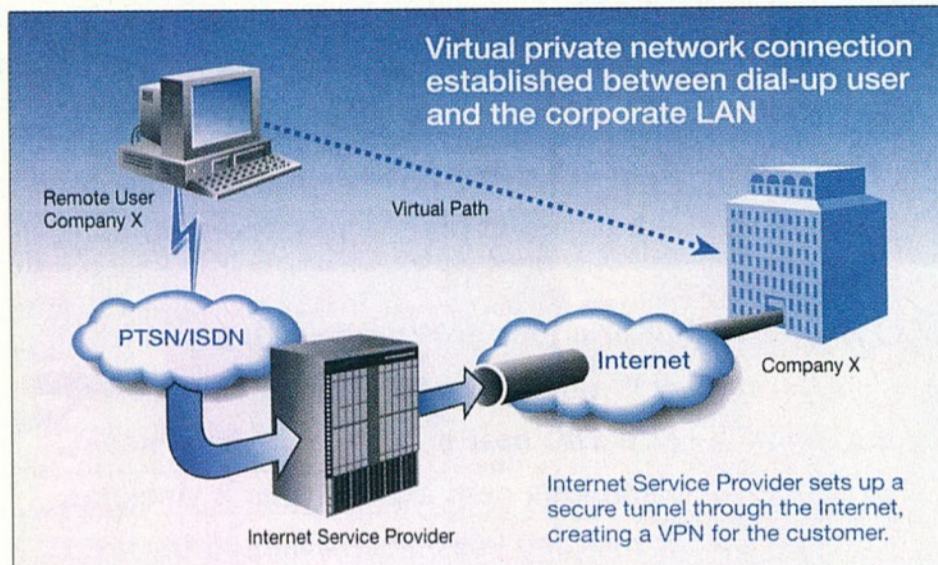 Virtual private network connection
established between dial-up user
and the corporate LAN
Remote User
Company X
Virtual Path
PTSN/ISDN
Internet
Company X
Internet Service Provider
Internet Service Provider sets up a
secure tunnel through the Internet,
creating a VPN for the customer.